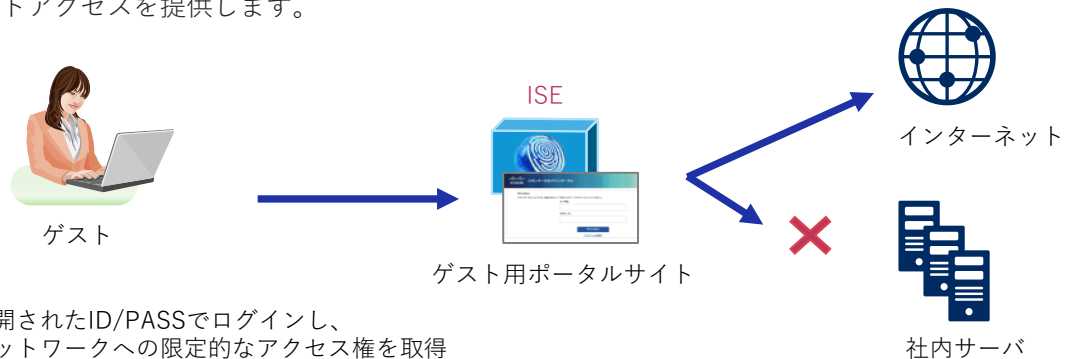 トアクセスを提供します。
ISE
インターネット
ゲスト
ゲスト用ポータルサイト
開されたID/PASSでログインし、
ットワークへの限定的なアクセス権を取得
社内サーバ